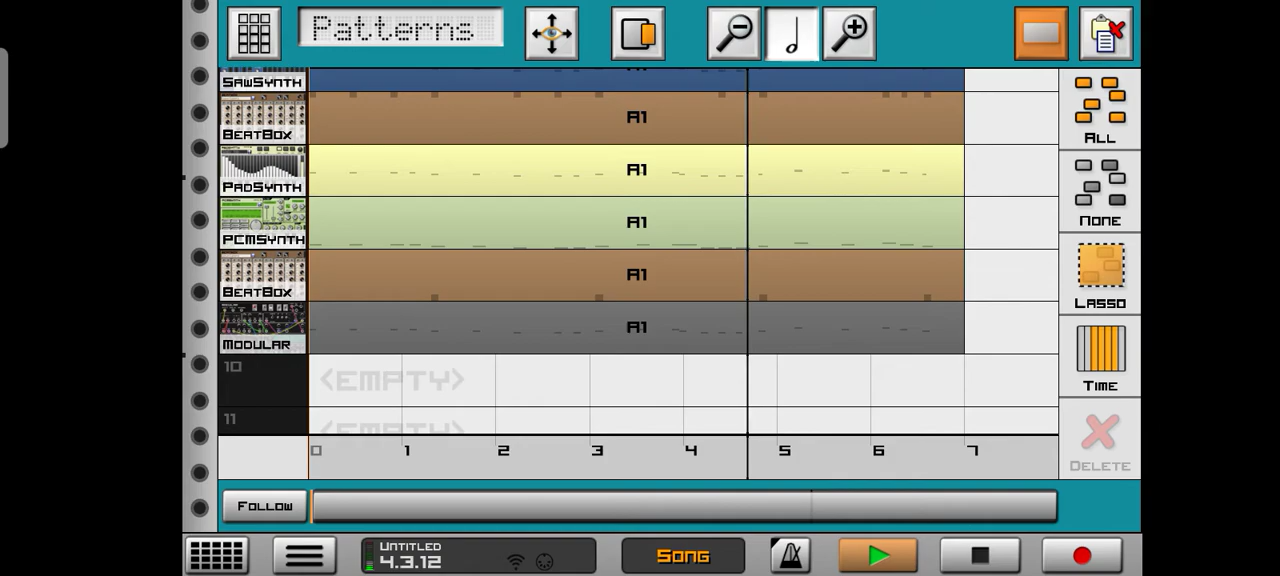 Patterns
SawSynth
BeatBox
A1
PadSynth
A1
PCMSynth
A1
BeatBox
A1
Modular
A1
10
<Empty>
11
<Empty>
0 1 2 3 4 5 6 7
All
None
Lasso
Time
Delete
Follow
Untitled
4.3.12
Song